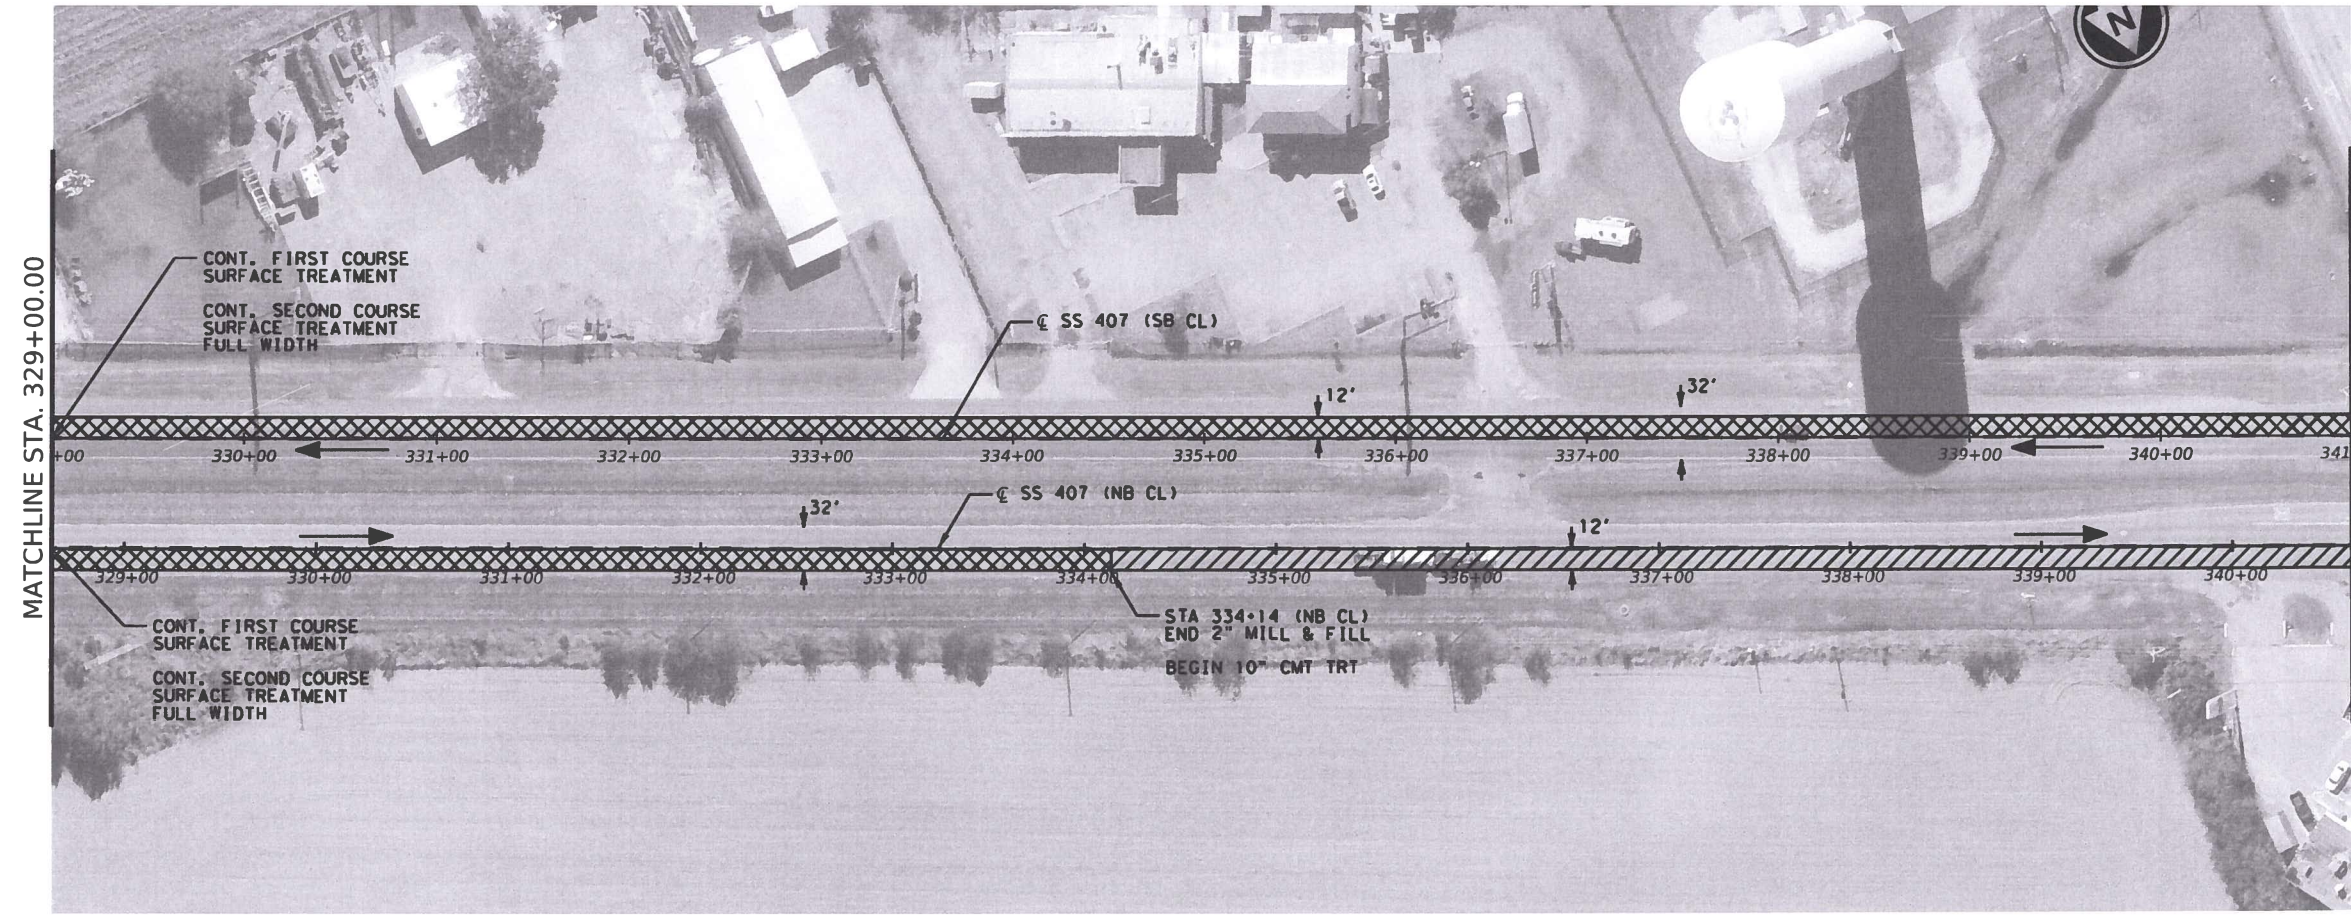 N
MATCHLINE STA. 329+00.00
CONT. FIRST COURSE
SURFACE TREATMENT
CONT. SECOND COURSE
SURFACE TREATMENT
FULL WIDTH
℄ SS 407 (SB CL)
12'
32'
+00 330+00 331+00 332+00 333+00 334+00 335+00 336+00 337+00 338+00 339+00 340+00 341
℄ SS 407 (NB CL)
32'
12'
329+00 330+00 331+00 332+00 333+00 334+00 335+00 336+00 337+00 338+00 339+00 340+00
STA 334+14 (NB CL)
END 2" MILL & FILL
BEGIN 10" CMT TRT
CONT. FIRST COURSE
SURFACE TREATMENT
CONT. SECOND COURSE
SURFACE TREATMENT
FULL WIDTH